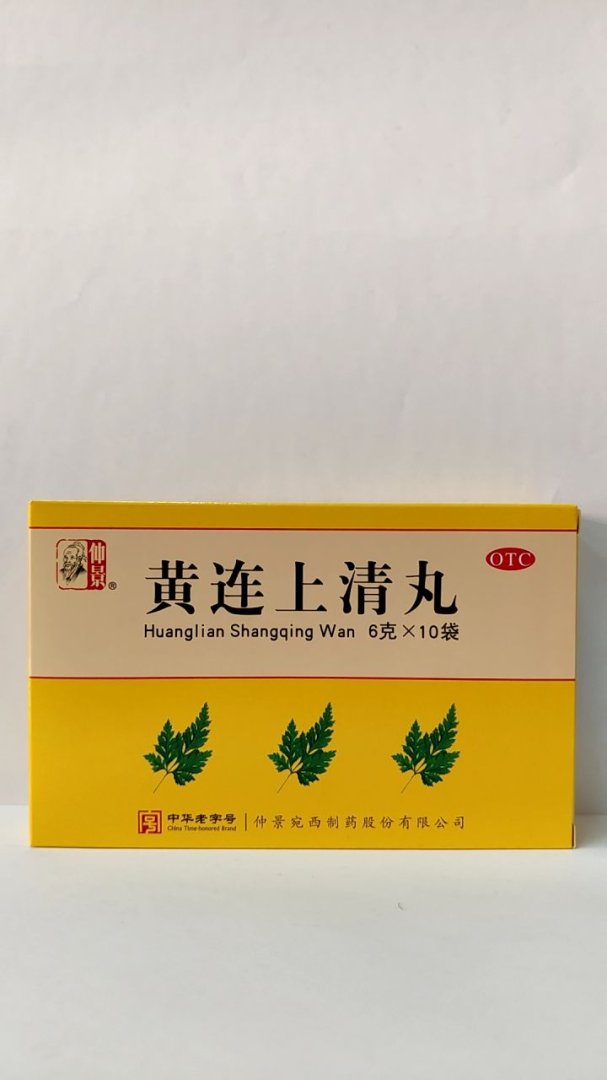 仲景®
OTC
黄连上清丸
Huanglian Shangqing Wan 6克×10袋
中华老字号
China Time-honored Brand
仲景宛西制药股份有限公司